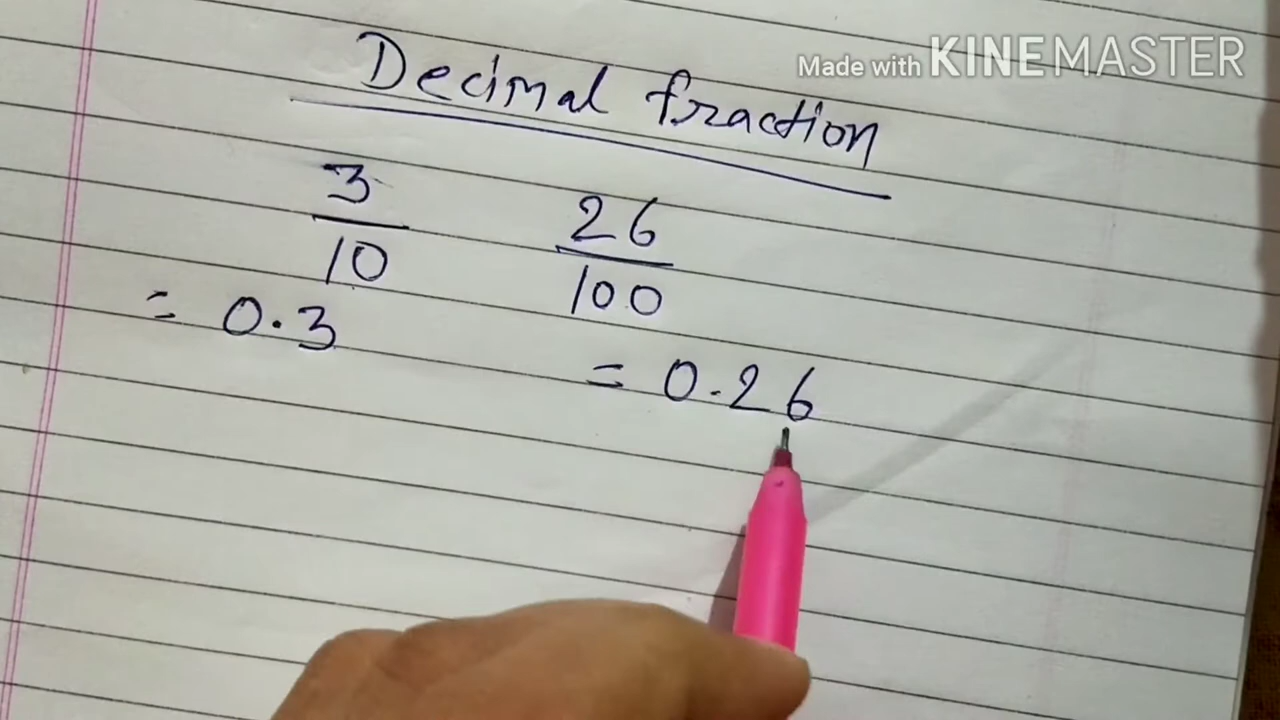 Made with KINEMASTER
Decimal fraction
3/10 26/100
= 0.3
= 0.26